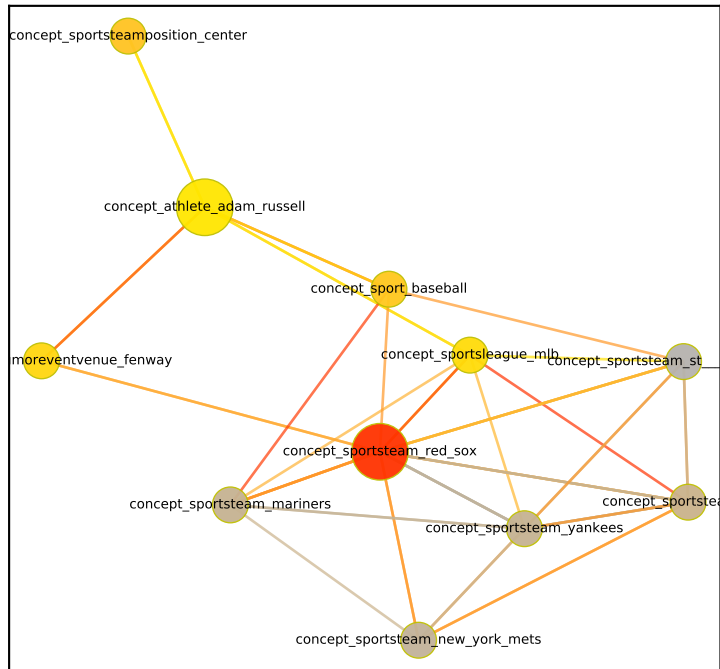 concept_sportsteamposition_center
concept_athlete_adam_russell
concept_sport_baseball
moreventvenue_fenway
concept_sportsleague_mlb
concept_sportsteam_st
concept_sportsteam_red_sox
concept_sportsteam_mariners
concept_sportstea
concept_sportsteam_yankees
concept_sportsteam_new_york_mets